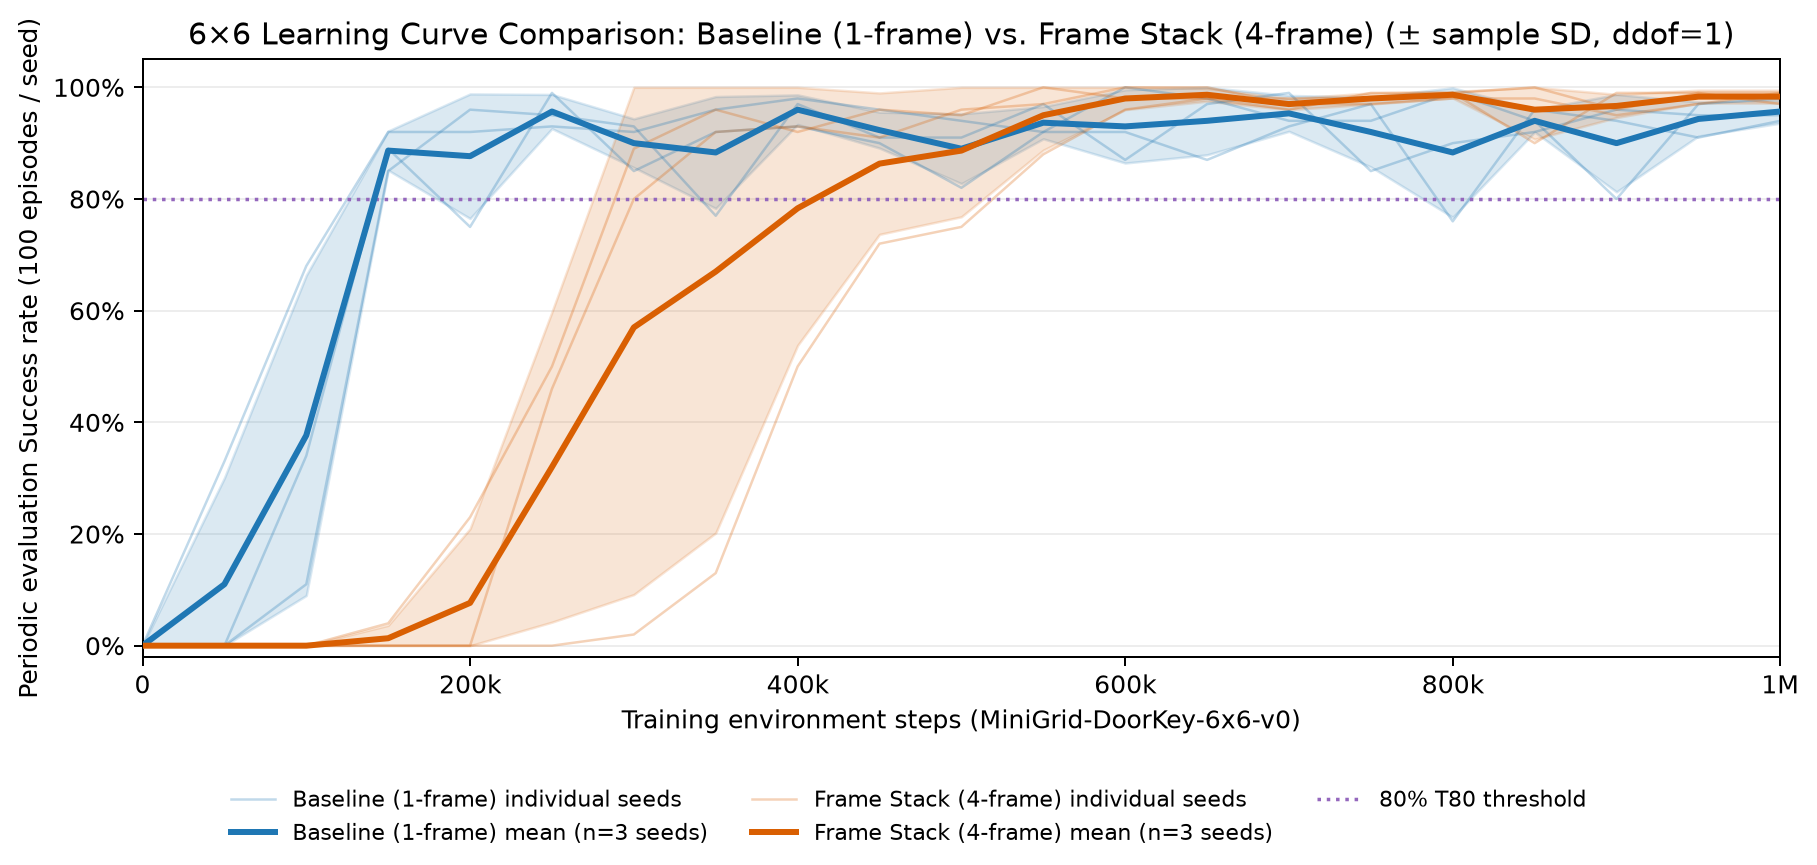 6×6 Learning Curve Comparison: Baseline (1-frame) vs. Frame Stack (4-frame) (± sample SD, ddof=1)
Periodic evaluation Success rate (100 episodes / seed)
100%
80%
60%
40%
20%
0%
0
200k
400k
600k
800k
1M
Training environment steps (MiniGrid-DoorKey-6x6-v0)
Baseline (1-frame) individual seeds
Baseline (1-frame) mean (n=3 seeds)
Frame Stack (4-frame) individual seeds
Frame Stack (4-frame) mean (n=3 seeds)
80% T80 threshold